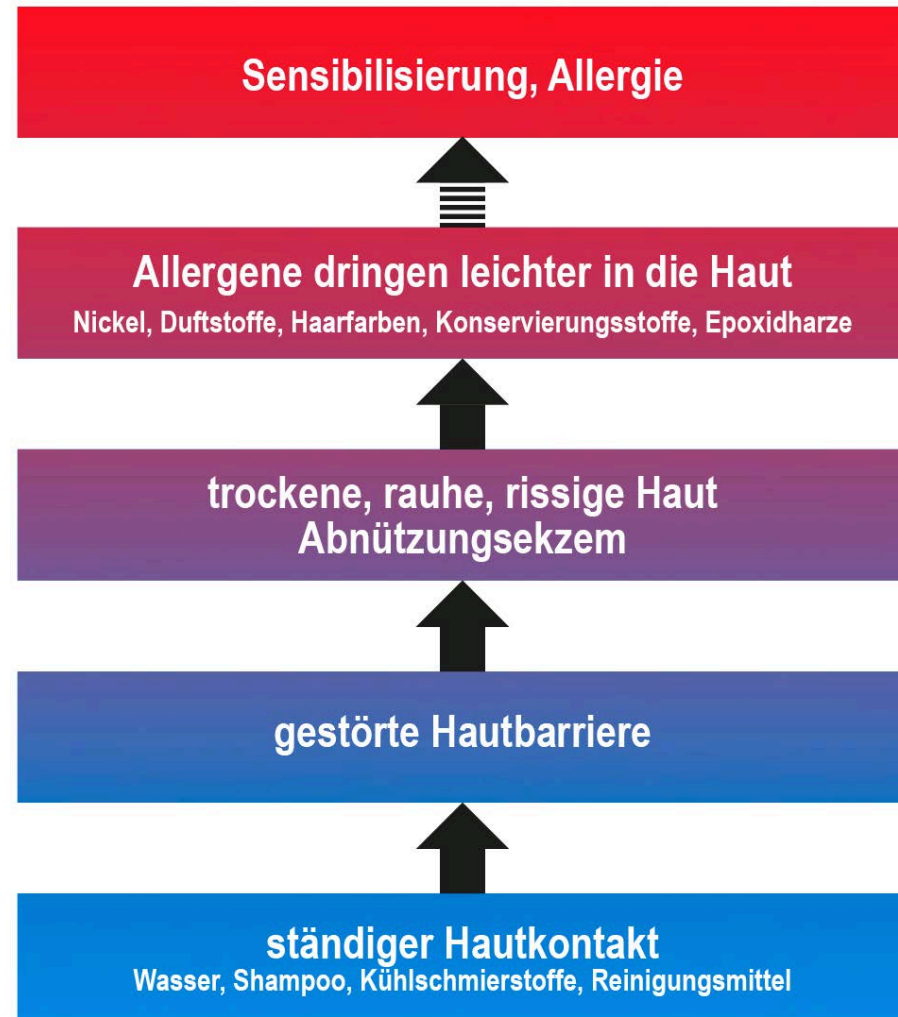 Sensibilisierung, Allergie
Allergene dringen leichter in die Haut
Nickel, Duftstoffe, Haarfarben, Konservierungsstoffe, Epoxidharze
trockene, rauhe, rissige Haut
Abnützungsekzem
gestörte Hautbarriere
ständiger Hautkontakt
Wasser, Shampoo, Kühlschmierstoffe, Reinigungsmittel